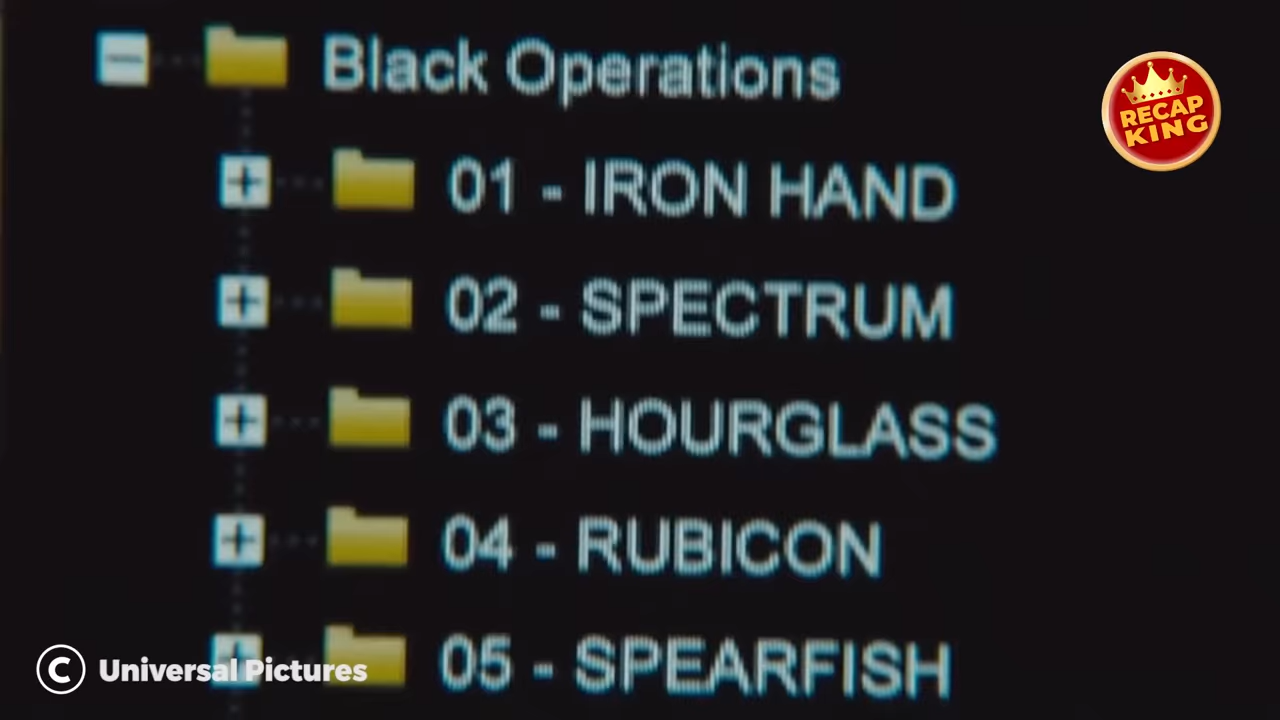 Black Operations
RECAP
KING
01 - IRON HAND
02 - SPECTRUM
03 - HOURGLASS
04 - RUBICON
05 - SPEARFISH
C Universal Pictures